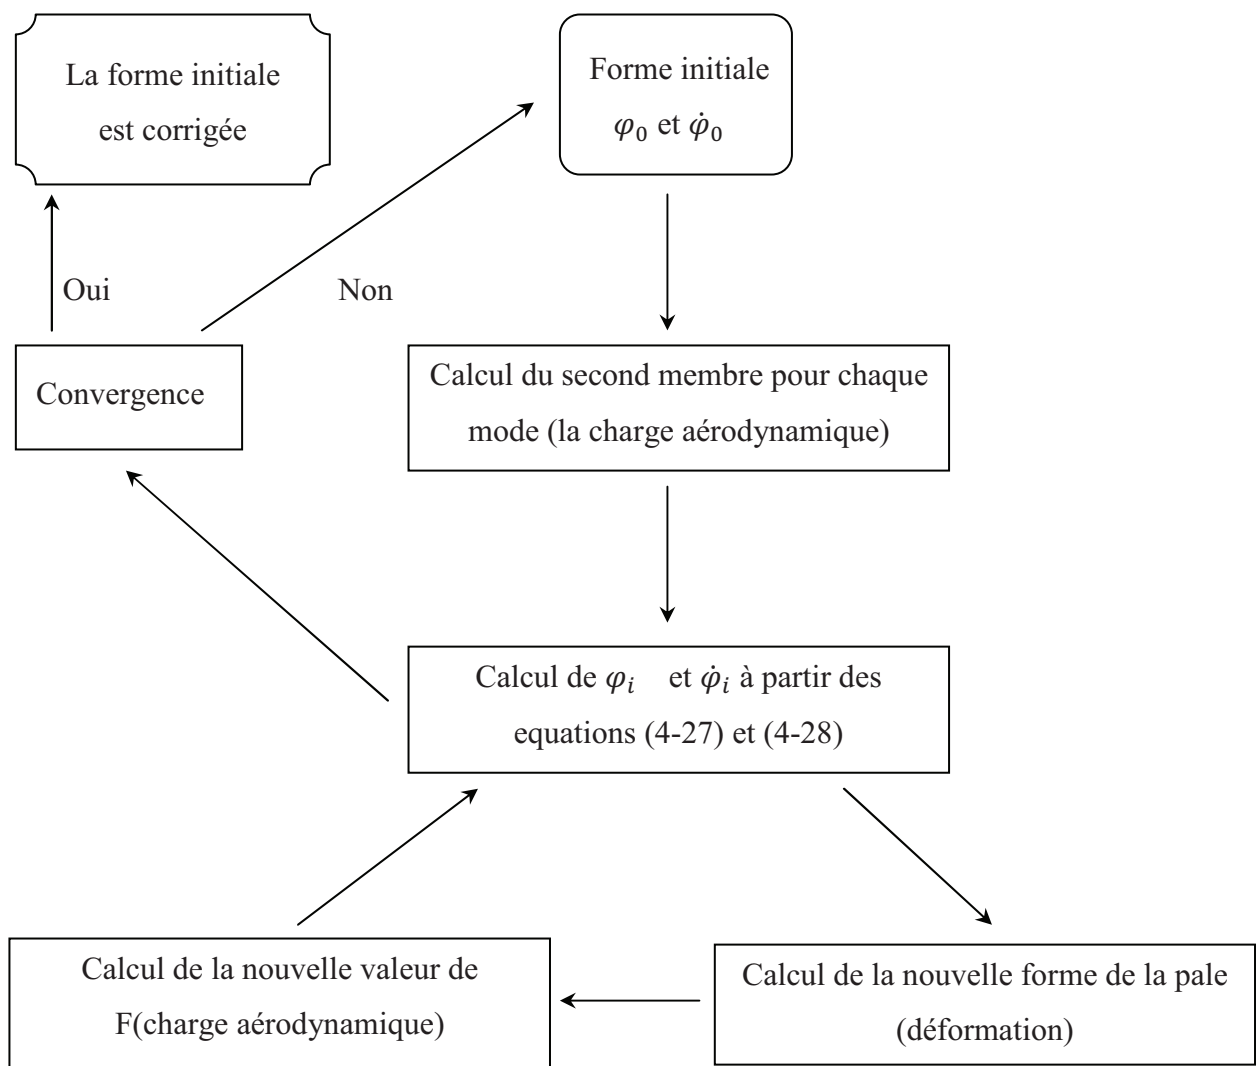 La forme initiale
est corrigée
Forme initiale
φ₀ et φ̇₀
Oui
Non
Convergence
Calcul du second membre pour chaque
mode (la charge aérodynamique)
Calcul de φᵢ et φ̇ᵢ à partir des
equations (4-27) et (4-28)
Calcul de la nouvelle valeur de
F(charge aérodynamique)
Calcul de la nouvelle forme de la pale
(déformation)